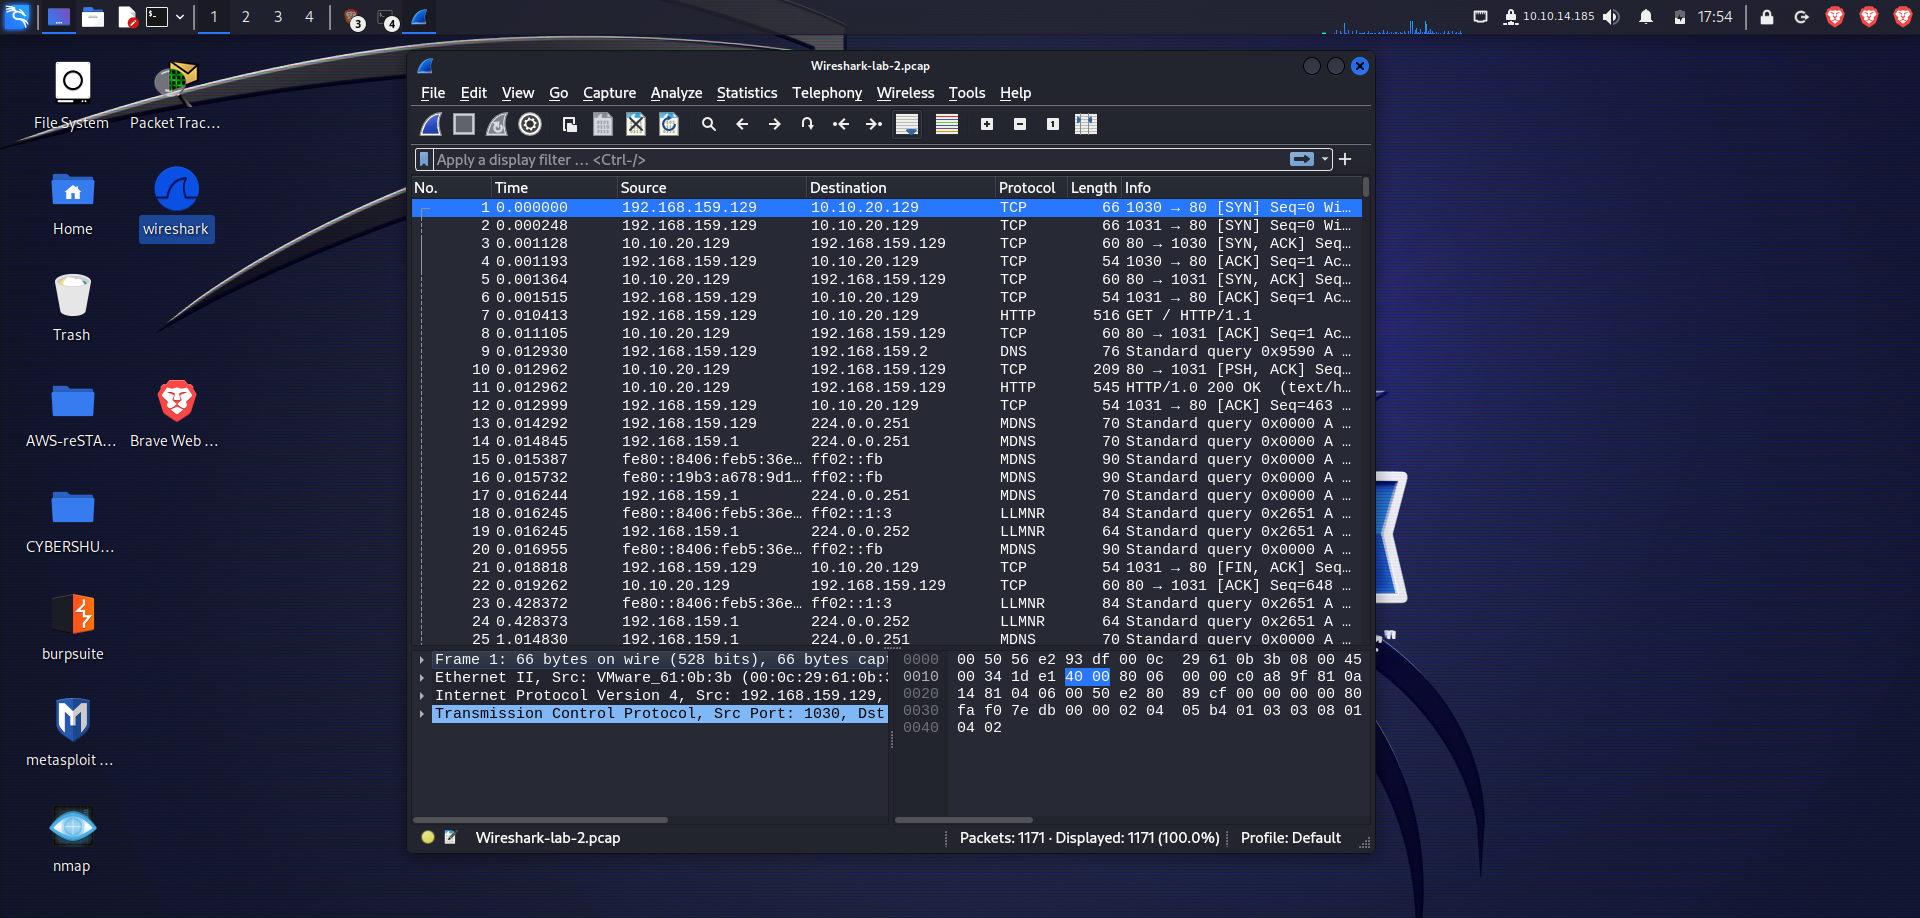 1 2 3 4 3 4 10.10.14.185 17:54
File System
Packet Trac...
Home
wireshark
Trash
AWS-reSTA...
Brave Web ...
CYBERSHU...
burpsuite
metasploit ...
nmap
Wireshark-lab-2.pcap
File Edit View Go Capture Analyze Statistics Telephony Wireless Tools Help
Apply a display filter ... <Ctrl-/>
No. Time Source Destination Protocol Length Info
1 0.000000 192.168.159.129 10.10.20.129 TCP 66 1030 → 80 [SYN] Seq=0 Wi...
2 0.000248 192.168.159.129 10.10.20.129 TCP 66 1031 → 80 [SYN] Seq=0 Wi...
3 0.001128 10.10.20.129 192.168.159.129 TCP 60 80 → 1030 [SYN, ACK] Seq...
4 0.001193 192.168.159.129 10.10.20.129 TCP 54 1030 → 80 [ACK] Seq=1 Ac...
5 0.001364 10.10.20.129 192.168.159.129 TCP 60 80 → 1031 [SYN, ACK] Seq...
6 0.001515 192.168.159.129 10.10.20.129 TCP 54 1031 → 80 [ACK] Seq=1 Ac...
7 0.010413 192.168.159.129 10.10.20.129 HTTP 516 GET / HTTP/1.1
8 0.011105 10.10.20.129 192.168.159.129 TCP 60 80 → 1031 [ACK] Seq=1 Ac...
9 0.012930 192.168.159.129 192.168.159.2 DNS 76 Standard query 0x9590 A ...
10 0.012962 10.10.20.129 192.168.159.129 TCP 209 80 → 1031 [PSH, ACK] Seq...
11 0.012962 10.10.20.129 192.168.159.129 HTTP 545 HTTP/1.0 200 OK (text/h...
12 0.012999 192.168.159.129 10.10.20.129 TCP 54 1031 → 80 [ACK] Seq=463 ...
13 0.014292 192.168.159.129 224.0.0.251 MDNS 70 Standard query 0x0000 A ...
14 0.014845 192.168.159.1 224.0.0.251 MDNS 70 Standard query 0x0000 A ...
15 0.015387 fe80::8406:feb5:36e... ff02::fb MDNS 90 Standard query 0x0000 A ...
16 0.015732 fe80::19b3:a678:9d1... ff02::fb MDNS 90 Standard query 0x0000 A ...
17 0.016244 192.168.159.1 224.0.0.251 MDNS 70 Standard query 0x0000 A ...
18 0.016245 fe80::8406:feb5:36e... ff02::1:3 LLMNR 84 Standard query 0x2651 A ...
19 0.016245 192.168.159.1 224.0.0.252 LLMNR 64 Standard query 0x2651 A ...
20 0.016955 fe80::8406:feb5:36e... ff02::fb MDNS 90 Standard query 0x0000 A ...
21 0.018818 192.168.159.129 10.10.20.129 TCP 54 1031 → 80 [FIN, ACK] Seq...
22 0.019262 10.10.20.129 192.168.159.129 TCP 60 80 → 1031 [ACK] Seq=648 ...
23 0.428372 fe80::8406:feb5:36e... ff02::1:3 LLMNR 84 Standard query 0x2651 A ...
24 0.428373 192.168.159.1 224.0.0.252 LLMNR 64 Standard query 0x2651 A ...
25 1.014830 192.168.159.1 224.0.0.251 MDNS 70 Standard query 0x0000 A ...
Frame 1: 66 bytes on wire (528 bits), 66 bytes capt
Ethernet II, Src: VMware_61:0b:3b (00:0c:29:61:0b:3
Internet Protocol Version 4, Src: 192.168.159.129,
Transmission Control Protocol, Src Port: 1030, Dst
0000 00 50 56 e2 93 df 00 0c 29 61 0b 3b 08 00 45
0010 00 34 1d e1 40 00 80 06 00 00 c0 a8 9f 81 0a
0020 14 81 04 06 00 50 e2 80 89 cf 00 00 00 00 80
0030 fa f0 7e db 00 00 02 04 05 b4 01 03 03 08 01
0040 04 02
Wireshark-lab-2.pcap Packets: 1171 · Displayed: 1171 (100.0%) Profile: Default